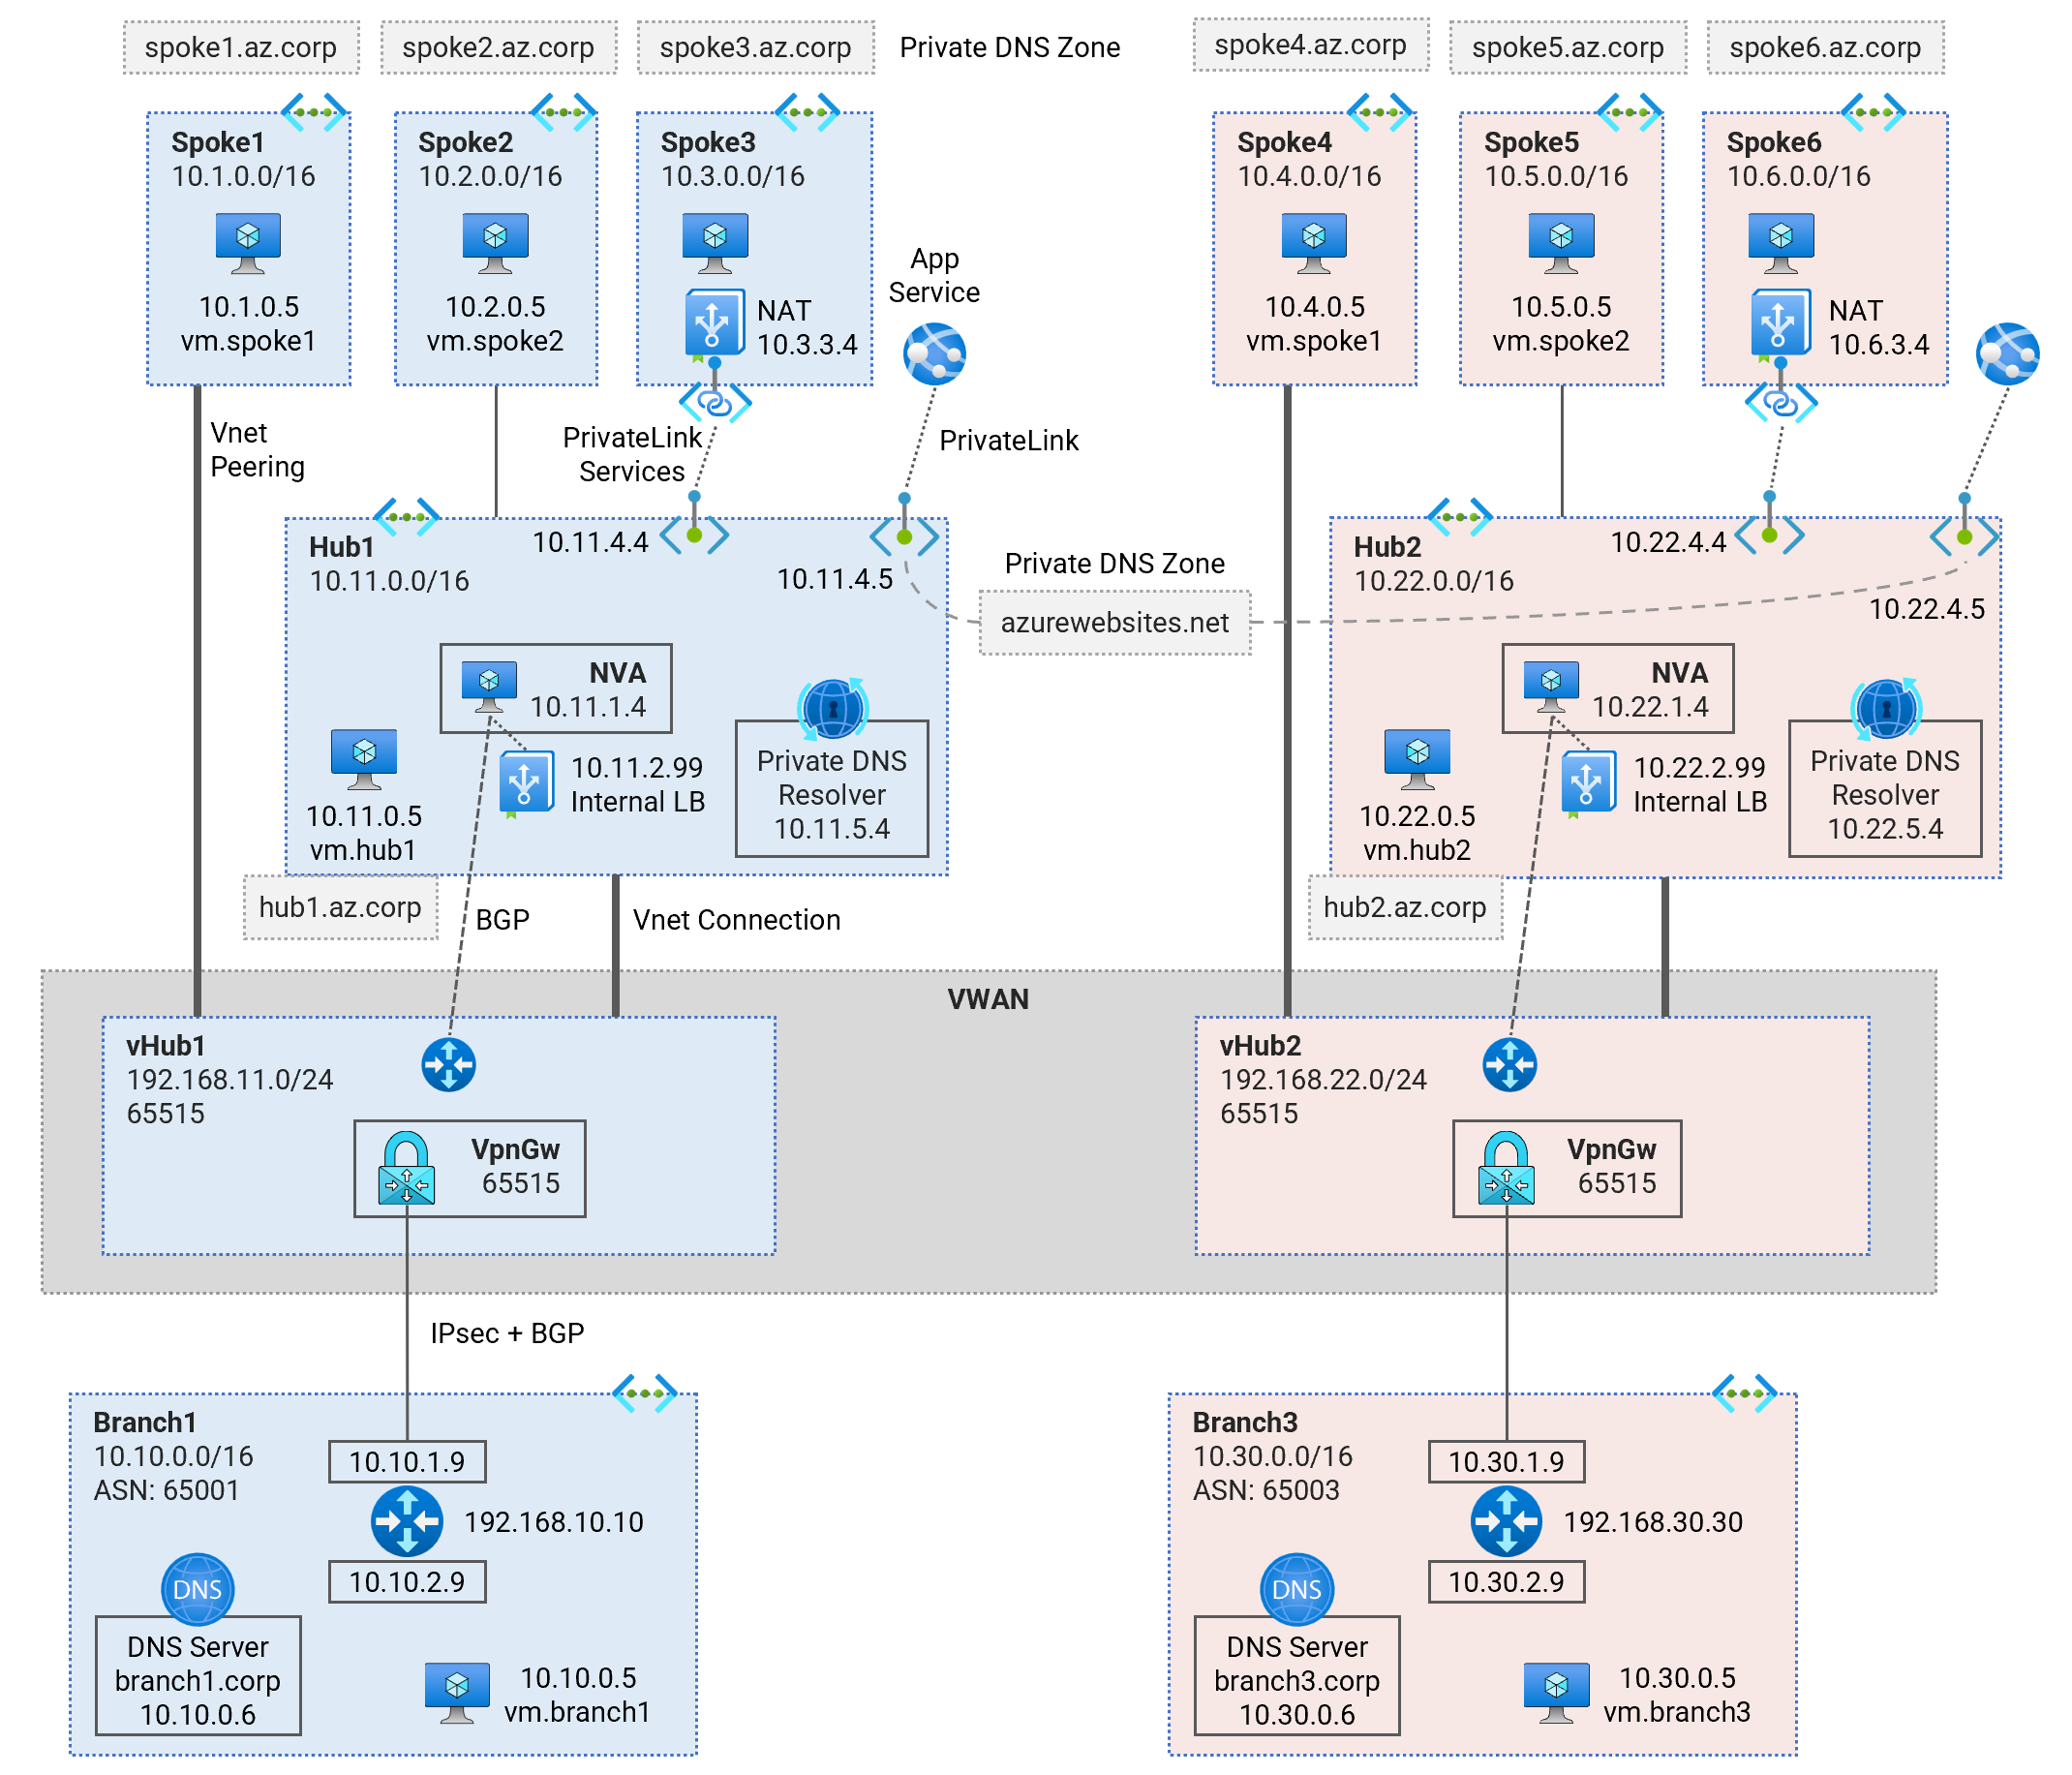 spoke1.az.corp
spoke2.az.corp
spoke3.az.corp
Private DNS Zone
spoke4.az.corp
spoke5.az.corp
spoke6.az.corp
Spoke1
10.1.0.0/16
10.1.0.5
vm.spoke1
Spoke2
10.2.0.0/16
10.2.0.5
vm.spoke2
Spoke3
10.3.0.0/16
NAT
10.3.3.4
App
Service
Spoke4
10.4.0.0/16
10.4.0.5
vm.spoke1
Spoke5
10.5.0.0/16
10.5.0.5
vm.spoke2
Spoke6
10.6.0.0/16
NAT
10.6.3.4
Vnet
Peering
PrivateLink
Services
PrivateLink
Hub1
10.11.0.0/16
10.11.4.4
10.11.4.5
NVA
10.11.1.4
10.11.2.99
Internal LB
Private DNS
Resolver
10.11.5.4
10.11.0.5
vm.hub1
hub1.az.corp
Private DNS Zone
azurewebsites.net
Hub2
10.22.0.0/16
10.22.4.4
10.22.4.5
NVA
10.22.1.4
10.22.2.99
Internal LB
Private DNS
Resolver
10.22.5.4
10.22.0.5
vm.hub2
hub2.az.corp
BGP
Vnet Connection
VWAN
vHub1
192.168.11.0/24
65515
VpnGw
65515
vHub2
192.168.22.0/24
65515
VpnGw
65515
IPsec + BGP
Branch1
10.10.0.0/16
ASN: 65001
10.10.1.9
192.168.10.10
10.10.2.9
DNS
DNS Server
branch1.corp
10.10.0.6
10.10.0.5
vm.branch1
Branch3
10.30.0.0/16
ASN: 65003
10.30.1.9
192.168.30.30
10.30.2.9
DNS
DNS Server
branch3.corp
10.30.0.6
10.30.0.5
vm.branch3